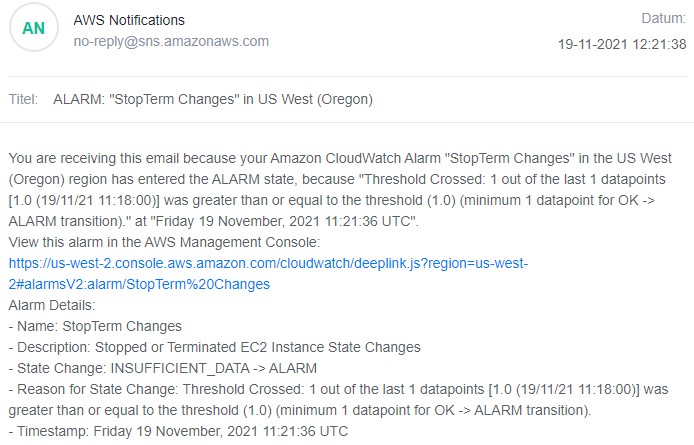 AN
AWS Notifications
no-reply@sns.amazonaws.com
Datum:
19-11-2021 12:21:38
Titel: ALARM: "StopTerm Changes" in US West (Oregon)
You are receiving this email because your Amazon CloudWatch Alarm "StopTerm Changes" in the US West
(Oregon) region has entered the ALARM state, because "Threshold Crossed: 1 out of the last 1 datapoints
[1.0 (19/11/21 11:18:00)] was greater than or equal to the threshold (1.0) (minimum 1 datapoint for OK ->
ALARM transition)." at "Friday 19 November, 2021 11:21:36 UTC".
View this alarm in the AWS Management Console:
https://us-west-2.console.aws.amazon.com/cloudwatch/deeplink.js?region=us-west-
2#alarmsV2:alarm/StopTerm%20Changes
Alarm Details:
- Name: StopTerm Changes
- Description: Stopped or Terminated EC2 Instance State Changes
- State Change: INSUFFICIENT_DATA -> ALARM
- Reason for State Change: Threshold Crossed: 1 out of the last 1 datapoints [1.0 (19/11/21 11:18:00)] was
greater than or equal to the threshold (1.0) (minimum 1 datapoint for OK -> ALARM transition).
- Timestamp: Friday 19 November, 2021 11:21:36 UTC